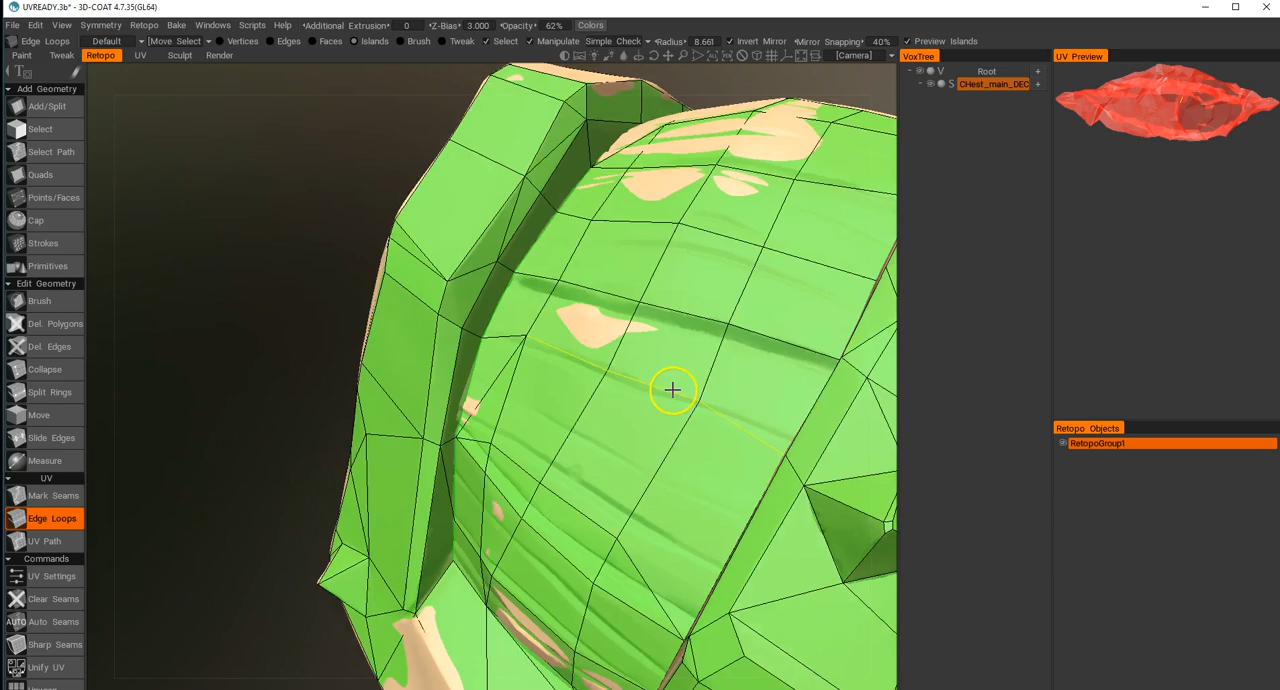 UVREADY.3b* - 3D-COAT 4.7.35(GL64)
File Edit View Symmetry Retopo Bake Windows Scripts Help Additional Extrusion: 0 Z-Bias: 3.000 Opacity: 62% Colors
Edge Loops Default [Move Select Vertices Edges Faces Islands Brush Tweak Select Manipulate Simple Check Radius: 8.661 Invert Mirror Mirror Snapping: 40% Preview Islands
Paint Tweak Retopo UV Sculpt Render [Camera] VoxTree UV Preview
Add Geometry
Add/Split
Select
Select Path
Quads
Points/Faces
Cap
Strokes
Primitives
Edit Geometry
Brush
Del. Polygons
Del. Edges
Collapse
Split Rings
Move
Slide Edges
Measure
UV
Mark Seams
Edge Loops
UV Path
Commands
UV Settings
Clear Seams
AUTO Auto Seams
Sharp Seams
Unify UV
V Root +
S CHest_main_DEC +
Retopo Objects
RetopoGroup1